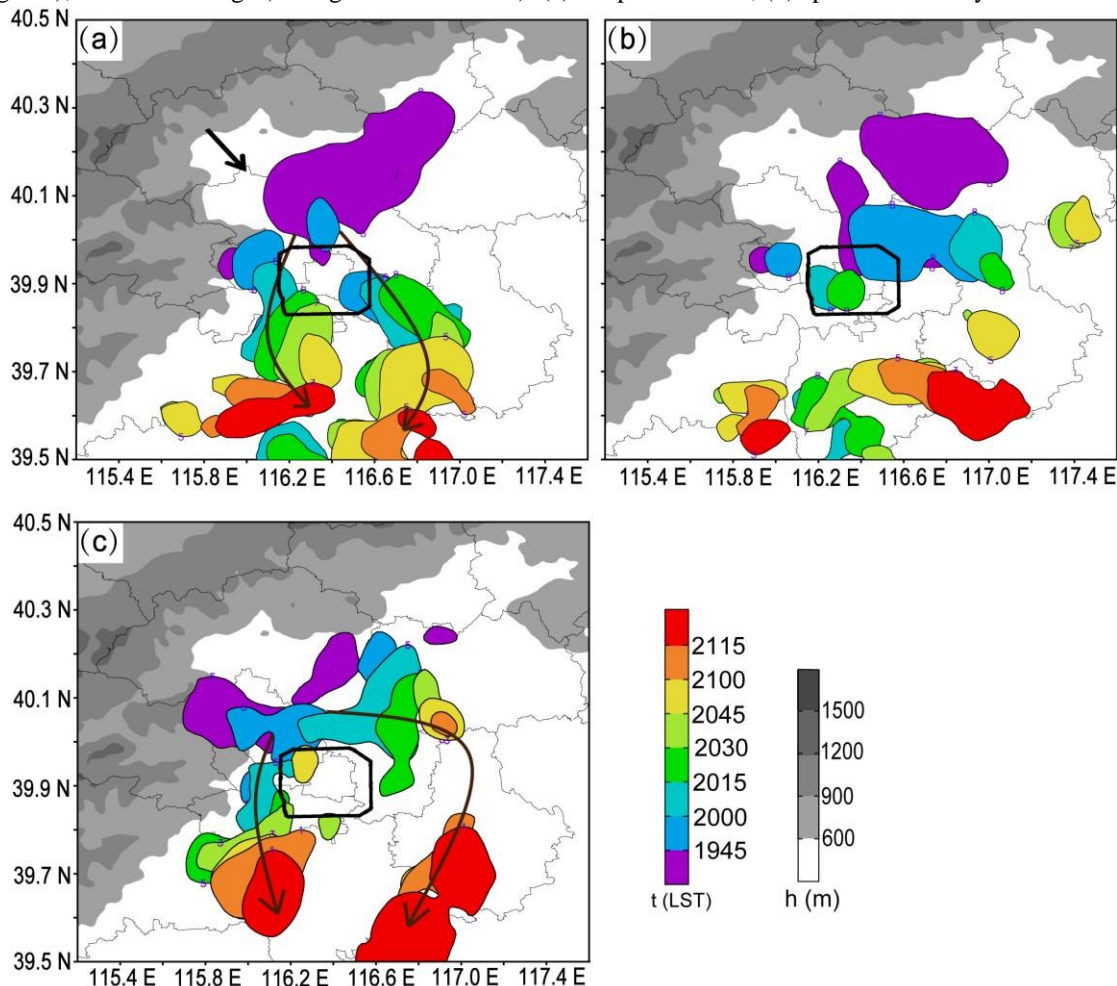 (a)
(b)
40.5 N
40.3 N
40.1 N
39.9 N
39.7 N
39.5 N
115.4 E 115.8 E 116.2 E 116.6 E 117.0 E 117.4 E
115.4 E 115.8 E 116.2 E 116.6 E 117.0 E 117.4 E
(c)
40.5 N
40.3 N
40.1 N
39.9 N
39.7 N
39.5 N
115.4 E 115.8 E 116.2 E 116.6 E 117.0 E 117.4 E
2115
2100
2045
2030
2015
2000
1945
t (LST)
1500
1200
900
600
h (m)